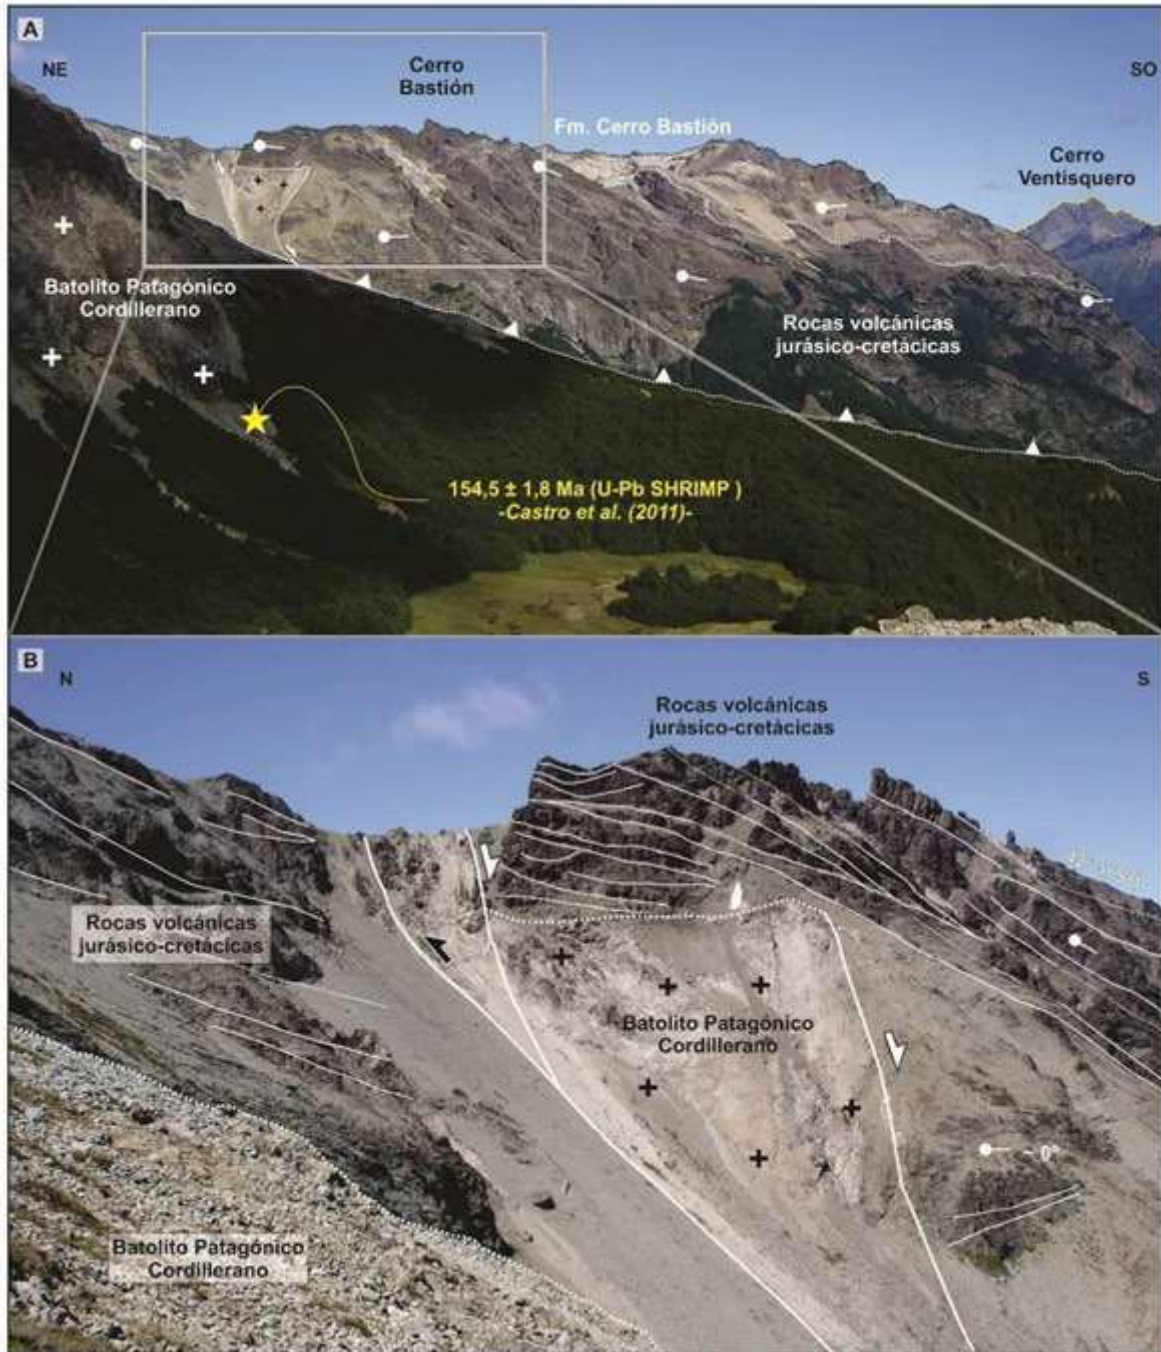 A
NE
Cerro
Bastión
SO
Fm. Cerro Bastión
Cerro
Ventisquero
Batolito Patagónico
Cordillerano
Rocas volcánicas
jurásico-cretácicas
154,5 ± 1,8 Ma (U-Pb SHRIMP )
-Castro et al. (2011)-
B
N
S
Rocas volcánicas
jurásico-cretácicas
Rocas volcánicas
jurásico-cretácicas
Batolito Patagónico
Cordillerano
Batolito Patagónico
Cordillerano